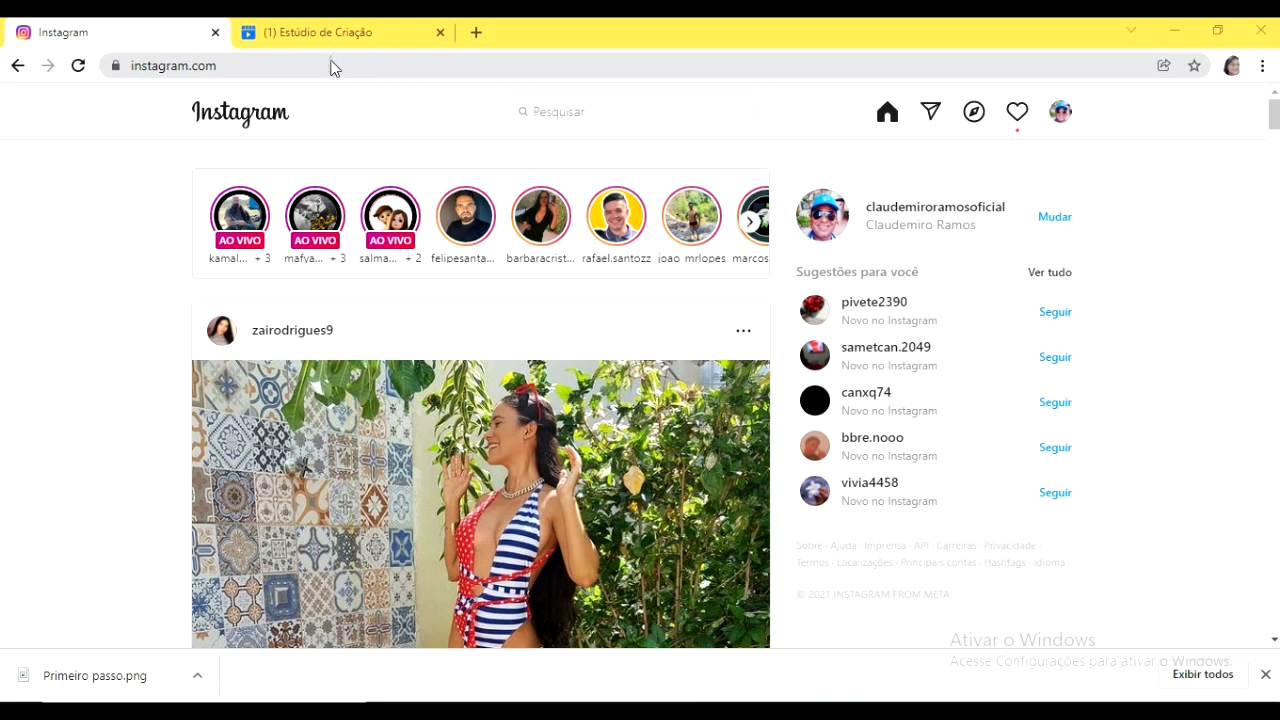 Instagram
(1) Estúdio de Criação
instagram.com
Instagram
Pesquisar
AO VIVO
AO VIVO
AO VIVO
kamal... + 3
mafya... + 3
salma... + 2
felipesanta...
barbaracrist...
rafael.santozz
joao_mrlopes
marcos
claudemiroramosoficial
Claudemiro Ramos
Mudar
Sugestões para você
Ver tudo
pivete2390
Novo no Instagram
Seguir
sametcan.2049
Novo no Instagram
Seguir
canxq74
Novo no Instagram
Seguir
bbre.nooo
Novo no Instagram
Seguir
vivia4458
Novo no Instagram
Seguir
zairodrigues9
Sobre · Ajuda · Imprensa · API · Carreiras · Privacidade ·
Termos · Localizações · Principais contas · Hashtags · Idioma
© 2021 INSTAGRAM FROM META
Ativar o Windows
Acesse Configurações para ativar o Windows.
Primeiro passo.png
Exibir todos